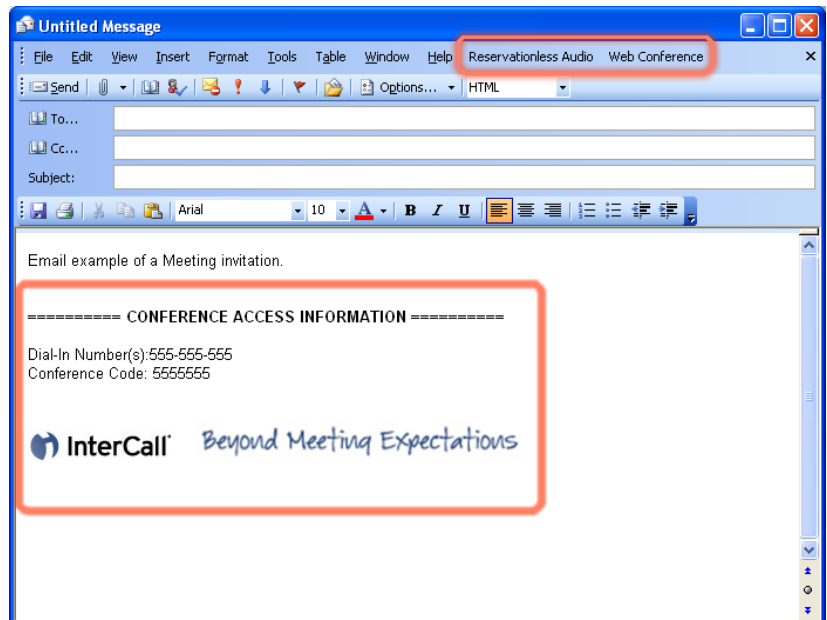 Untitled Message
File Edit View Insert Format Tools Table Window Help Reservationless Audio Web Conference
Send Options... HTML
To...
Cc...
Subject:
Arial 10 A B I U
Email example of a Meeting invitation.
========== CONFERENCE ACCESS INFORMATION ==========
Dial-In Number(s):555-555-555
Conference Code: 5555555
InterCall Beyond Meeting Expectations